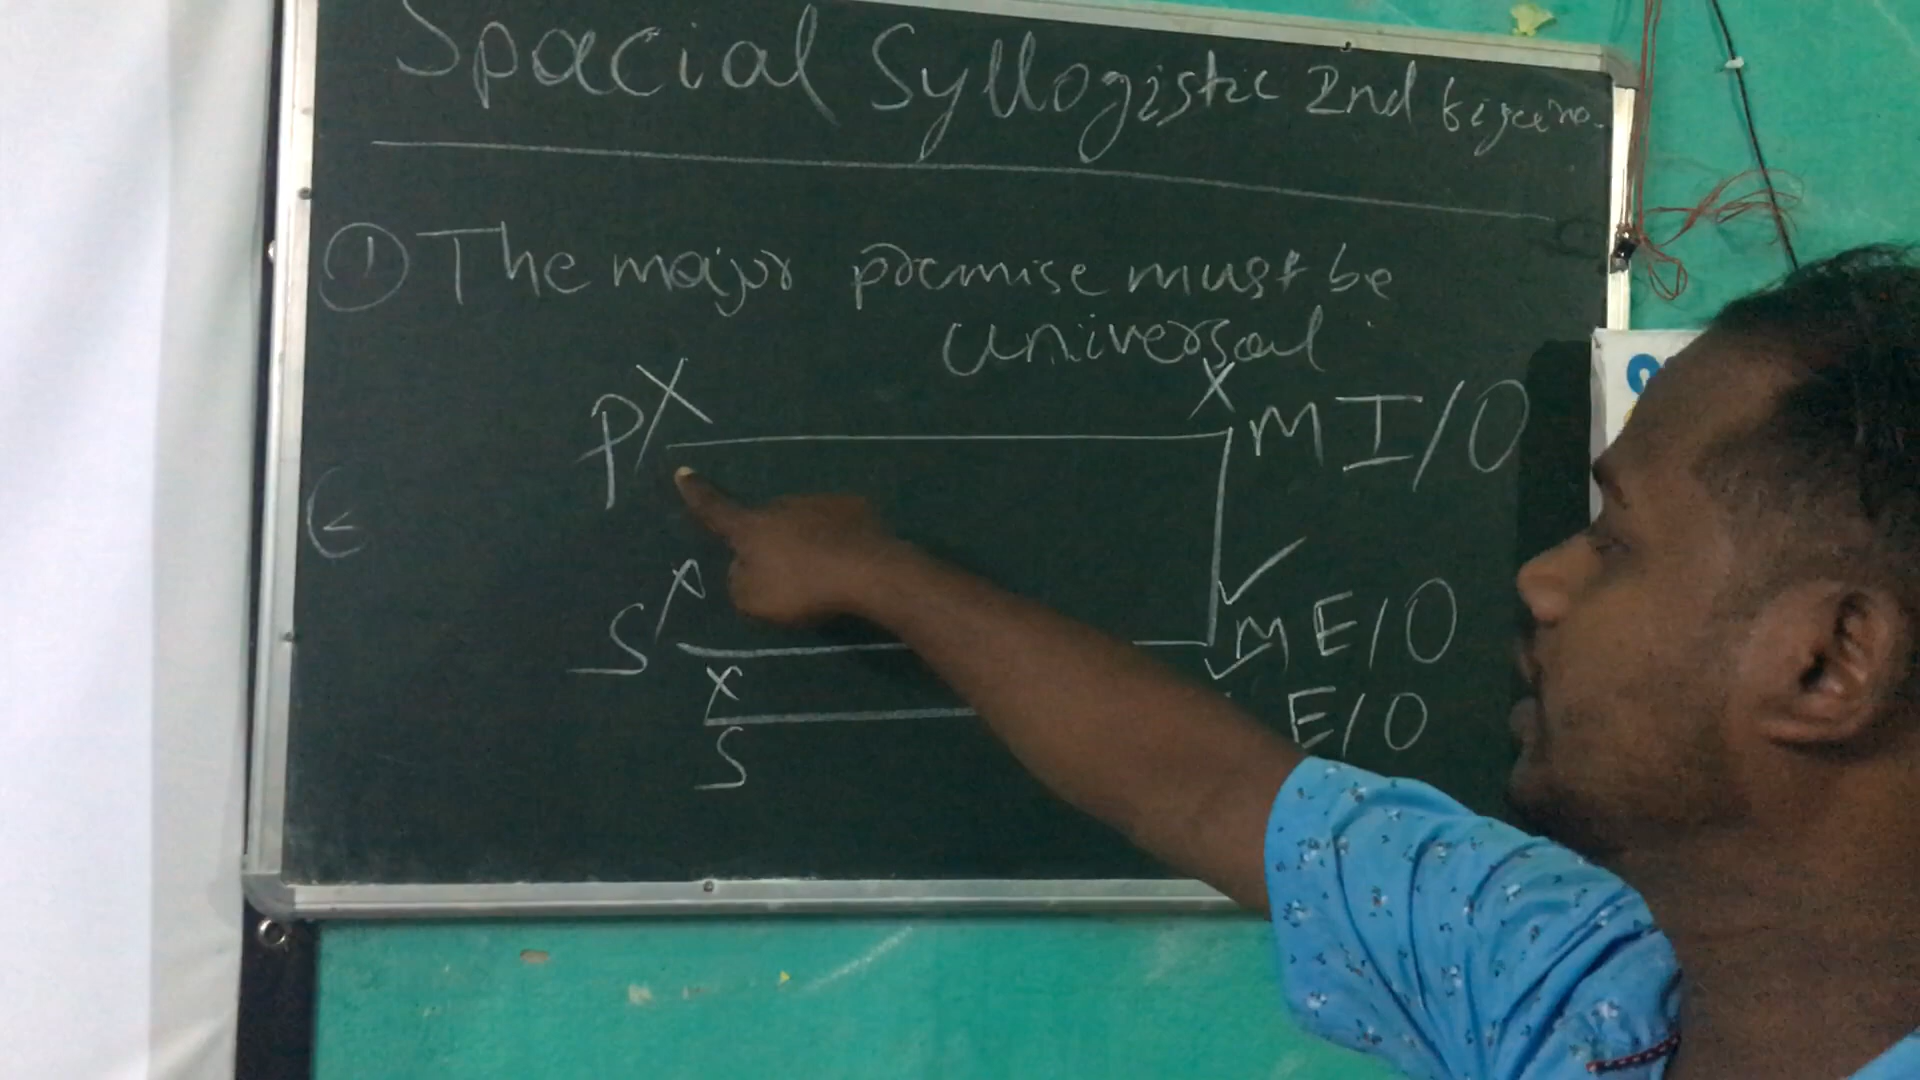 Spacial Syllogistic 2nd
① The major premise must be
universal
P X X M I/O
S M E/O
X
E/O
S